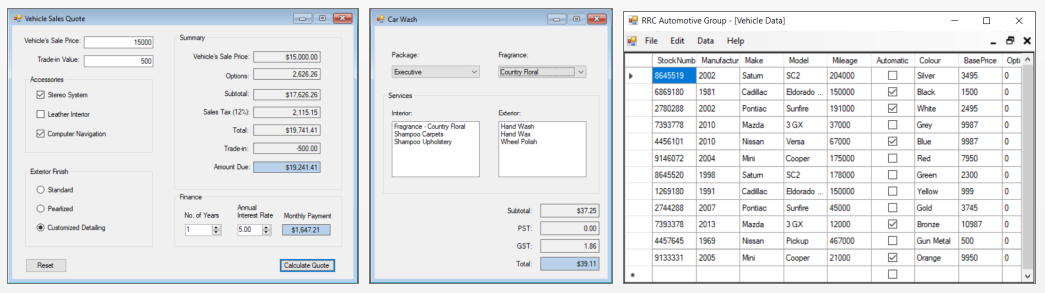 Vehicle Sales Quote
Vehicle's Sale Price: 15000
Trade-in Value: 500
Accessories
Stereo System
Leather Interior
Computer Navigation
Exterior Finish
Standard
Pearlized
Customized Detailing
Reset
Summary
Vehicle's Sale Price: $15,000.00
Options: 2,626.26
Subtotal: $17,626.26
Sales Tax (12%): 2,115.15
Total: $19,741.41
Trade-in: -500.00
Amount Due: $19,241.41
Finance
No. of Years Annual Interest Rate Monthly Payment
1 5.00 $1,647.21
Calculate Quote
Car Wash
Package: Fragrance:
Executive Country Floral
Services
Interior: Exterior:
Fragrance - Country Floral Hand Wash
Shampoo Carpets Hand Wax
Shampoo Upholstery Wheel Polish
Subtotal: $37.25
PST: 0.00
GST: 1.86
Total: $39.11
RRC Automotive Group - [Vehicle Data]
File Edit Data Help
StockNumb Manufactur Make Model Mileage Automatic Colour BasePrice Opti
8645519 2002 Saturn SC2 204000 Silver 3495 0
6869180 1981 Cadillac Eldorado ... 150000 Black 1500 0
2780288 2002 Pontiac Sunfire 191000 White 2495 0
7393778 2010 Mazda 3 GX 37000 Grey 9987 0
4456101 2010 Nissan Versa 67000 Blue 9987 0
9146072 2004 Mini Cooper 175000 Red 7950 0
8645520 1998 Saturn SC2 178000 Green 2300 0
1269180 1991 Cadillac Eldorado ... 150000 Yellow 999 0
2744288 2007 Pontiac Sunfire 45000 Gold 3745 0
7393378 2013 Mazda 3 GX 12000 Bronze 10987 0
4457645 1969 Nissan Pickup 467000 Gun Metal 500 0
9133331 2005 Mini Cooper 21000 Orange 9950 0